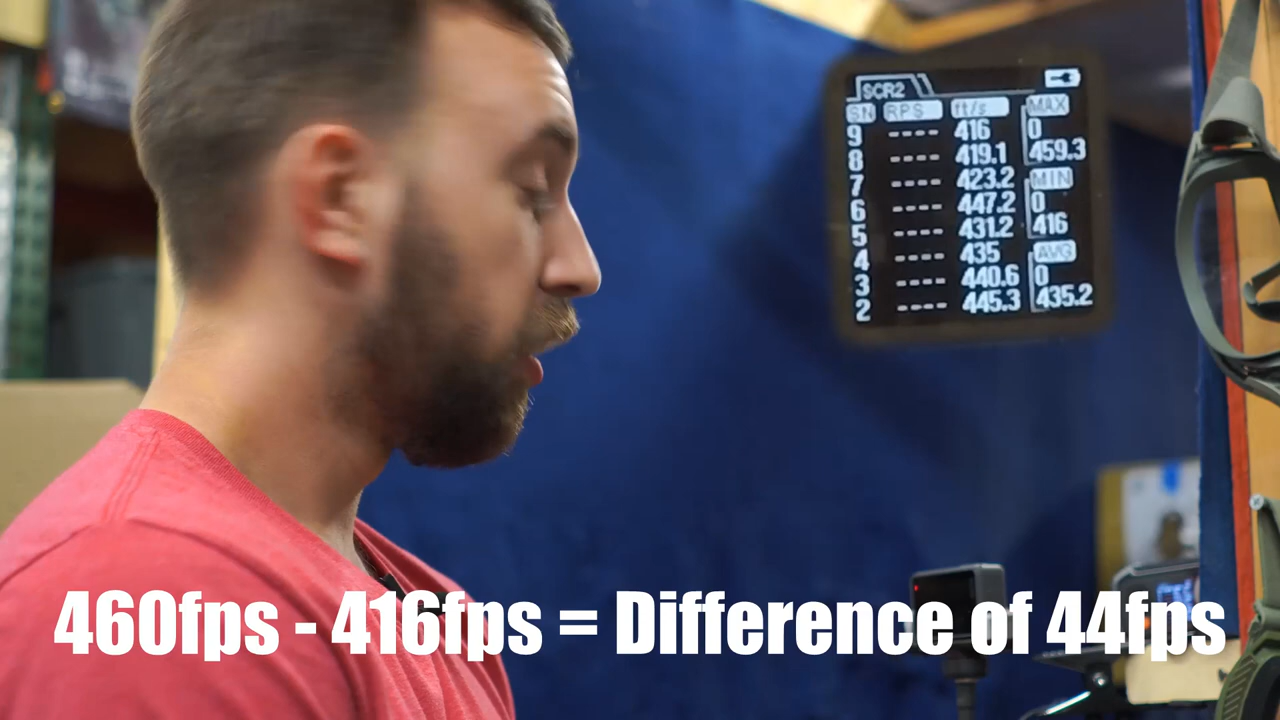 SCR2
SN RPS ft/s MAX
9 ---- 416 0
8 ---- 419.1 459.3
7 ---- 423.2 MIN
6 ---- 447.2 0
5 ---- 431.2 416
4 ---- 435 AVG
3 ---- 440.6 0
2 ---- 445.3 435.2
460fps - 416fps = Difference of 44fps